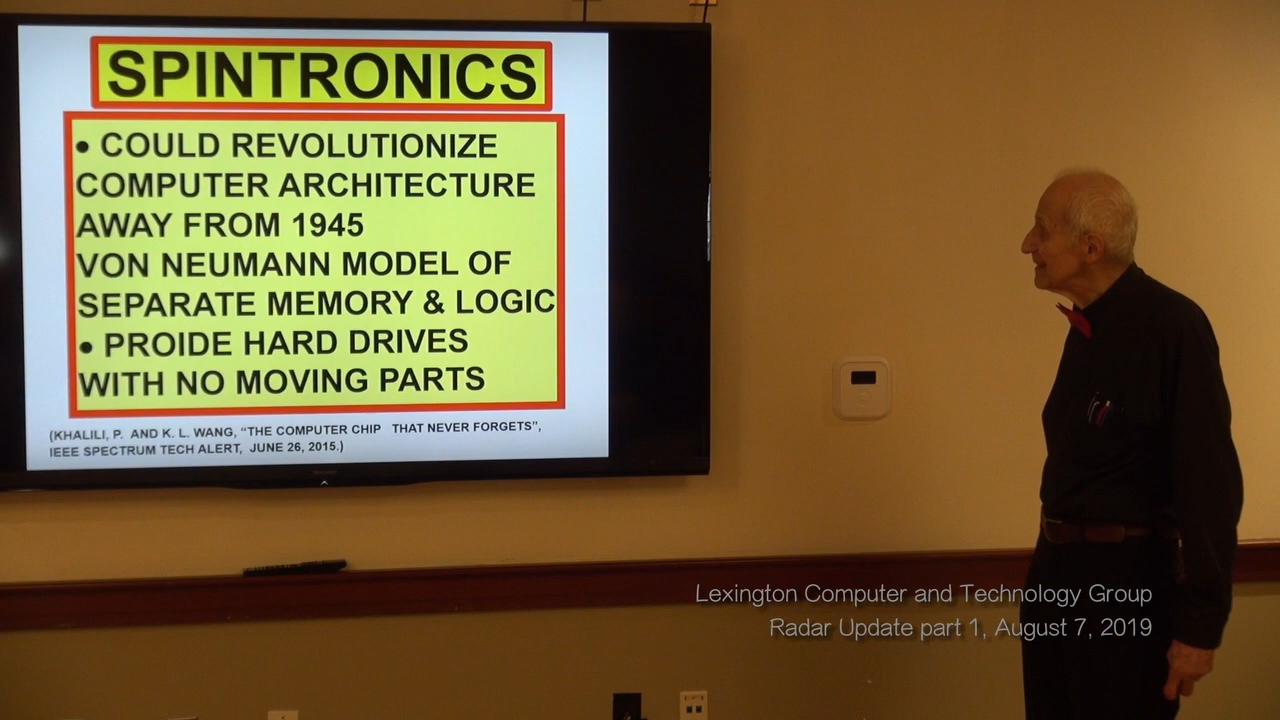 SPINTRONICS
• COULD REVOLUTIONIZE
COMPUTER ARCHITECTURE
AWAY FROM 1945
VON NEUMANN MODEL OF
SEPARATE MEMORY & LOGIC
• PROIDE HARD DRIVES
WITH NO MOVING PARTS
(KHALILI, P. AND K. L. WANG, “THE COMPUTER CHIP THAT NEVER FORGETS”,
IEEE SPECTRUM TECH ALERT, JUNE 26, 2015.)
Lexington Computer and Technology Group
Radar Update part 1, August 7, 2019